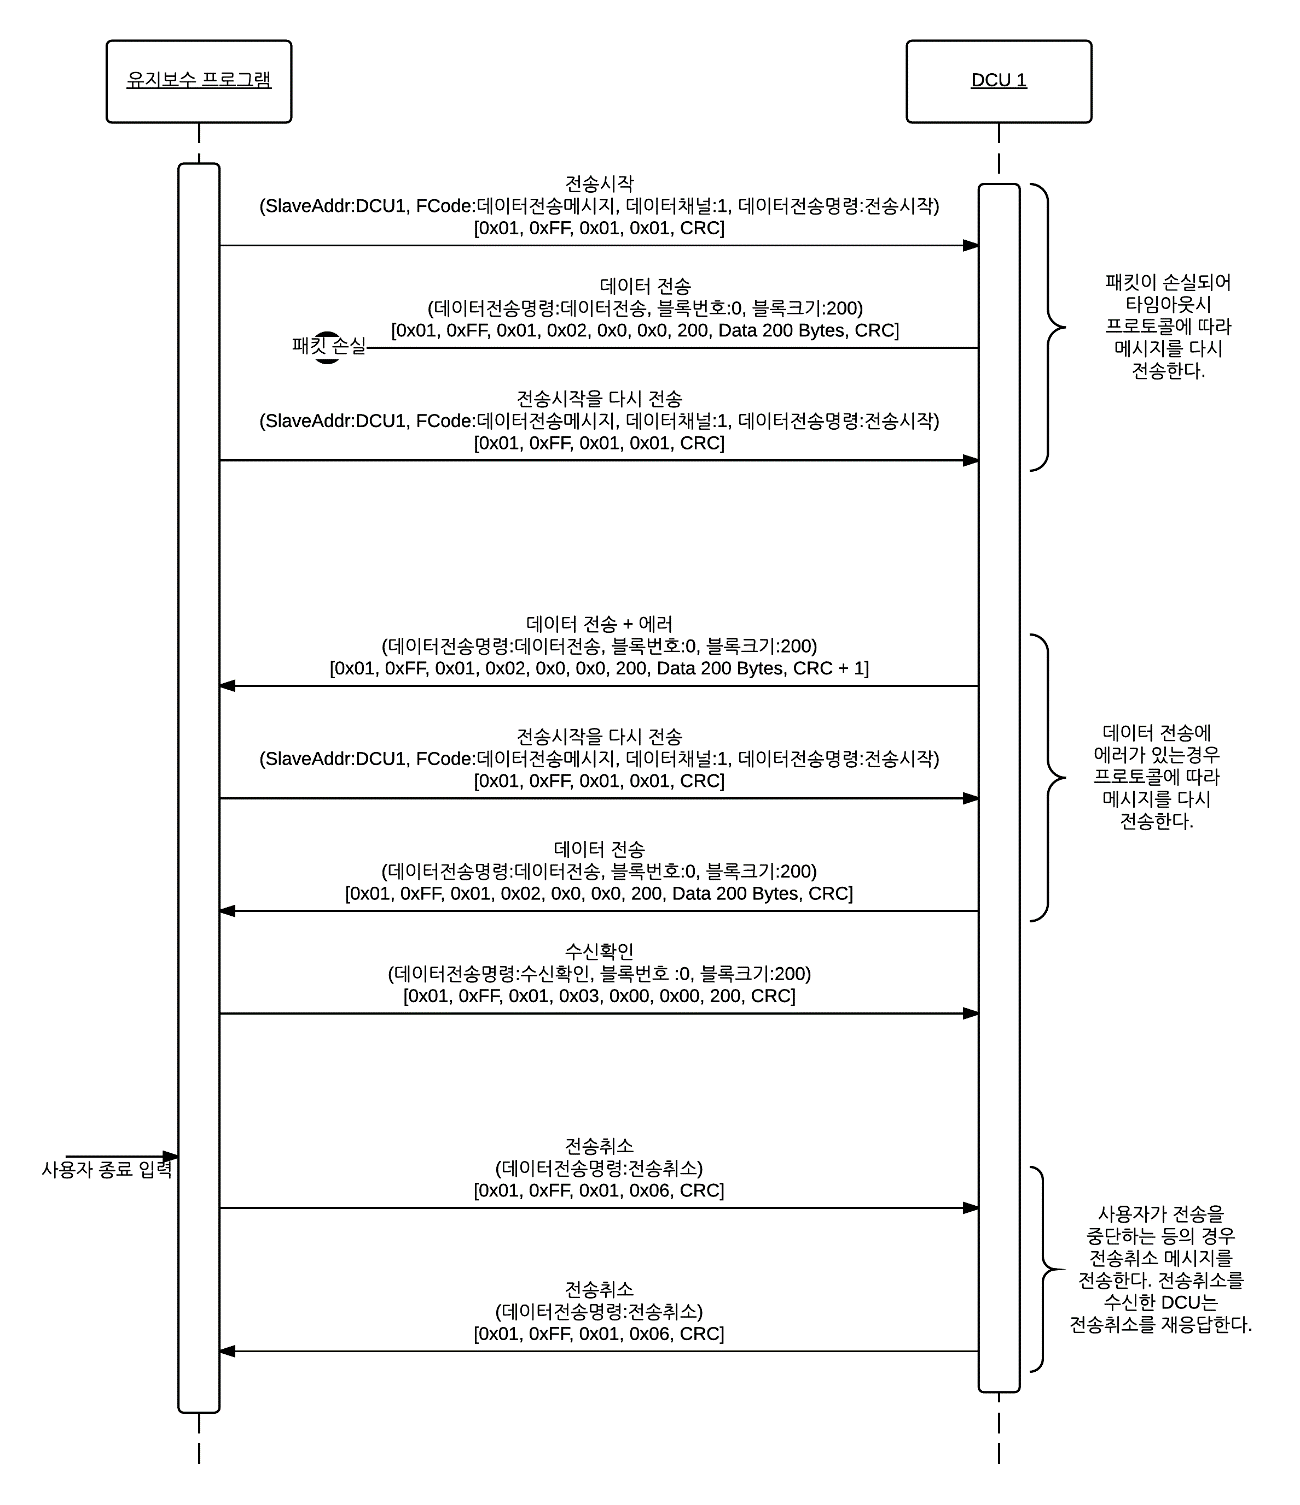 유지보수 프로그램
DCU 1
전송시작
(SlaveAddr:DCU1, FCode:데이터전송메시지, 데이터채널:1, 데이터전송명령:전송시작)
[0x01, 0xFF, 0x01, 0x01, CRC]
데이터 전송
(데이터전송명령:데이터전송, 블록번호:0, 블록크기:200)
[0x01, 0xFF, 0x01, 0x02, 0x0, 0x0, 200, Data 200 Bytes, CRC]
패킷 손실
패킷이 손실되어
타임아웃시
프로토콜에 따라
메시지를 다시
전송한다.
전송시작을 다시 전송
(SlaveAddr:DCU1, FCode:데이터전송메시지, 데이터채널:1, 데이터전송명령:전송시작)
[0x01, 0xFF, 0x01, 0x01, CRC]
데이터 전송 + 에러
(데이터전송명령:데이터전송, 블록번호:0, 블록크기:200)
[0x01, 0xFF, 0x01, 0x02, 0x0, 0x0, 200, Data 200 Bytes, CRC + 1]
전송시작을 다시 전송
(SlaveAddr:DCU1, FCode:데이터전송메시지, 데이터채널:1, 데이터전송명령:전송시작)
[0x01, 0xFF, 0x01, 0x01, CRC]
데이터 전송에
에러가 있는경우
프로토콜에 따라
메시지를 다시
전송한다.
데이터 전송
(데이터전송명령:데이터전송, 블록번호:0, 블록크기:200)
[0x01, 0xFF, 0x01, 0x02, 0x0, 0x0, 200, Data 200 Bytes, CRC]
수신확인
(데이터전송명령:수신확인, 블록번호 :0, 블록크기:200)
[0x01, 0xFF, 0x01, 0x03, 0x00, 0x00, 200, CRC]
사용자 종료 입력
전송취소
(데이터전송명령:전송취소)
[0x01, 0xFF, 0x01, 0x06, CRC]
사용자가 전송을
중단하는 등의 경우
전송취소 메시지를
전송한다. 전송취소를
수신한 DCU는
전송취소를 재응답한다.
전송취소
(데이터전송명령:전송취소)
[0x01, 0xFF, 0x01, 0x06, CRC]